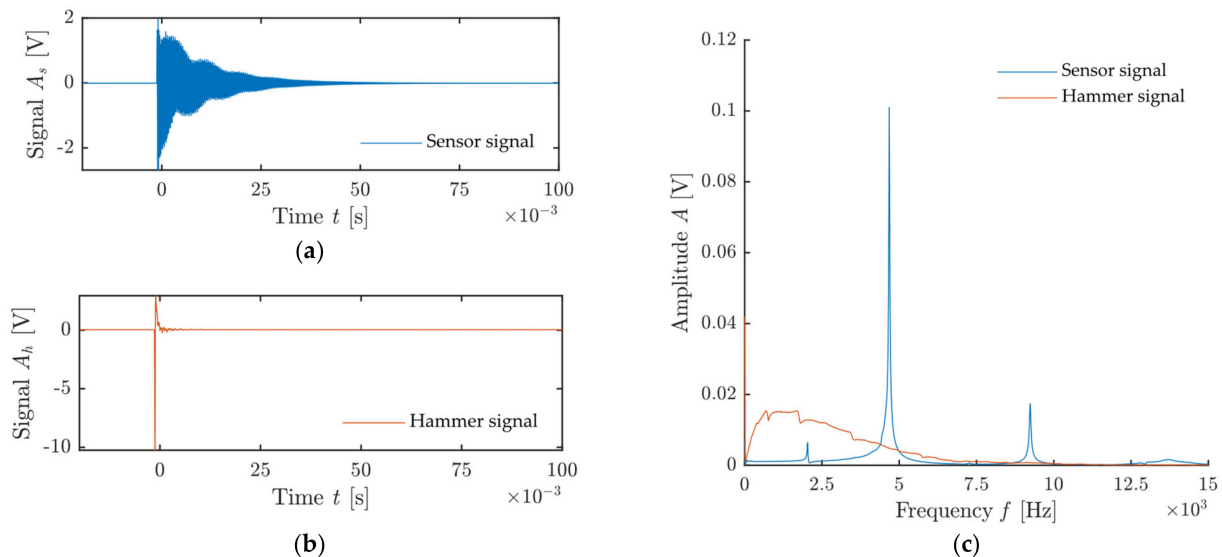 2
0
-2
Signal A_s [V]
Sensor signal
0 25 50 75 100
Time t [s]
×10⁻³
(a)
0
-5
-10
Signal A_h [V]
Hammer signal
0 25 50 75 100
Time t [s]
×10⁻³
(b)
0.12
0.1
0.08
0.06
0.04
0.02
0
Amplitude A [V]
Sensor signal
Hammer signal
0 2.5 5 7.5 10 12.5 15
Frequency f [Hz]
×10³
(c)